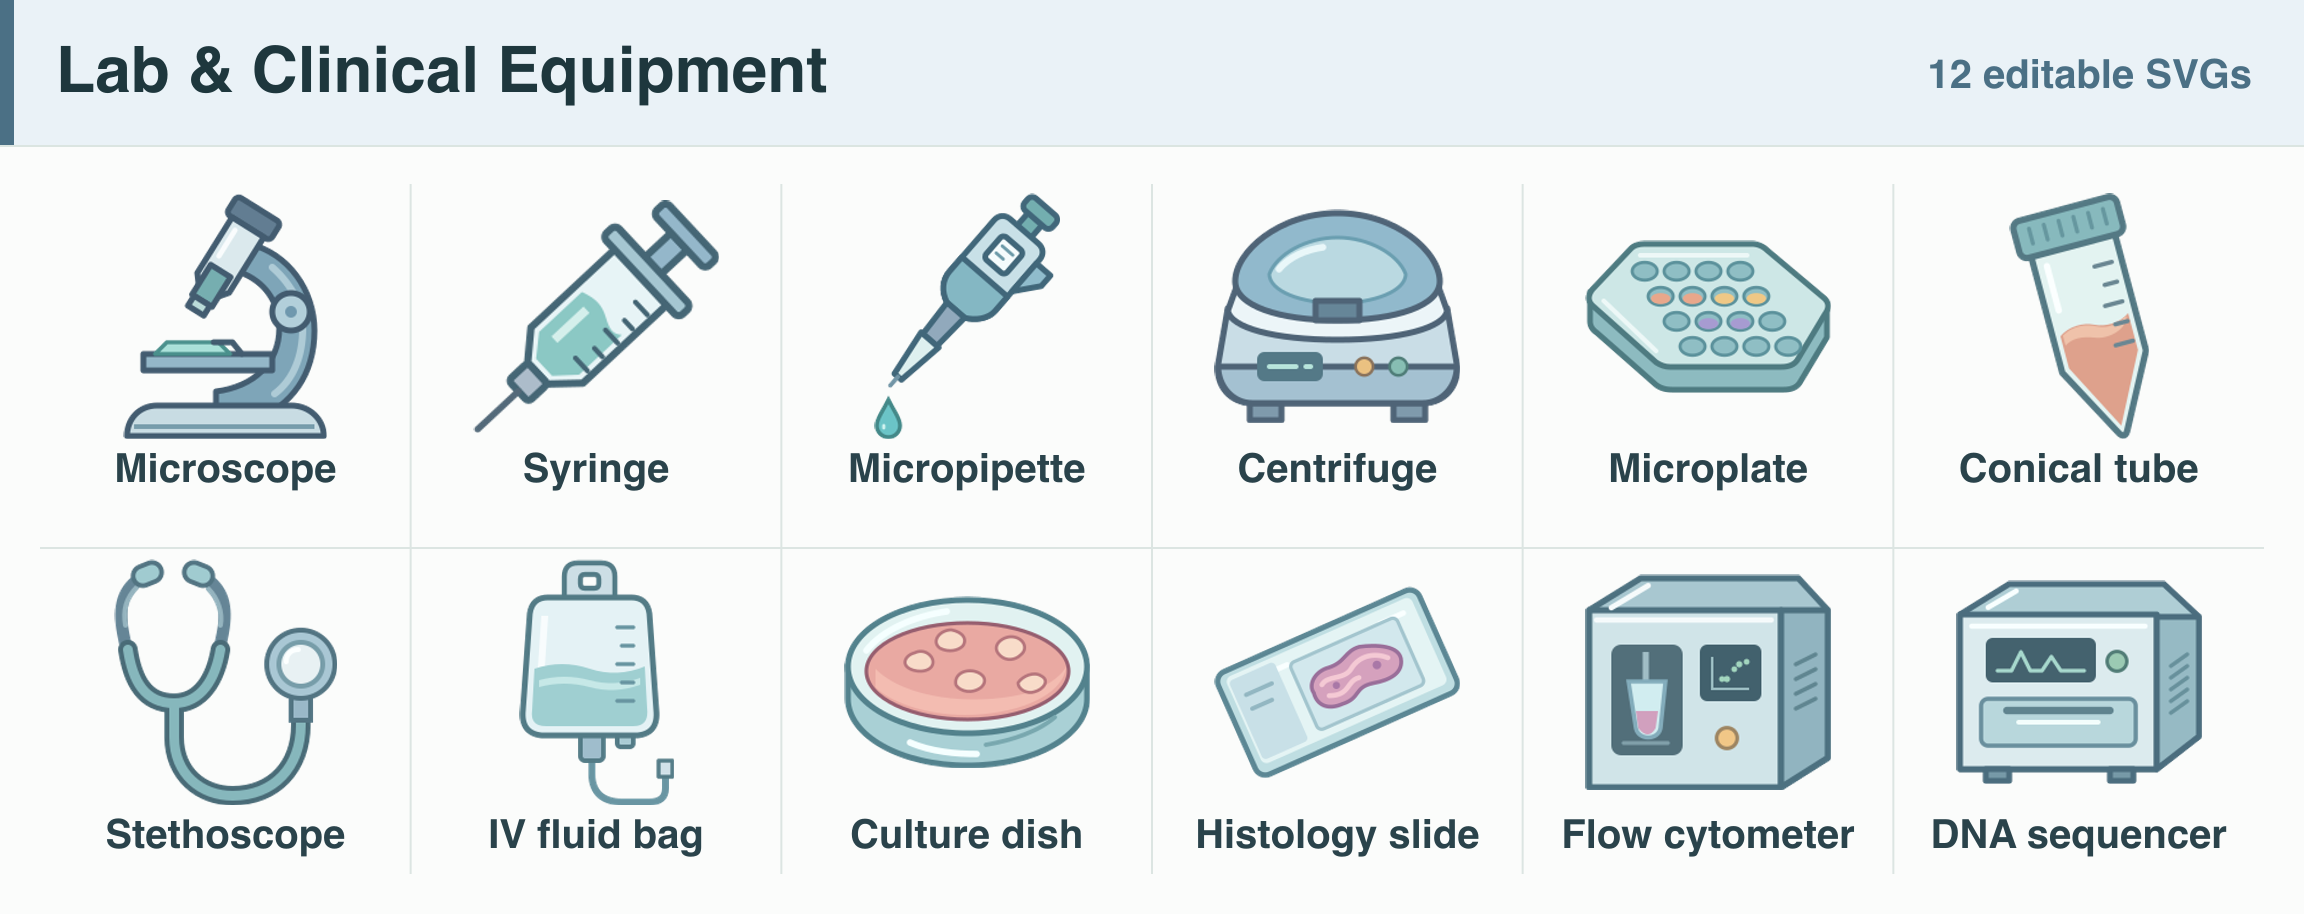 Lab & Clinical Equipment
12 editable SVGs
Microscope
Syringe
Micropipette
Centrifuge
Microplate
Conical tube
Stethoscope
IV fluid bag
Culture dish
Histology slide
Flow cytometer
DNA sequencer